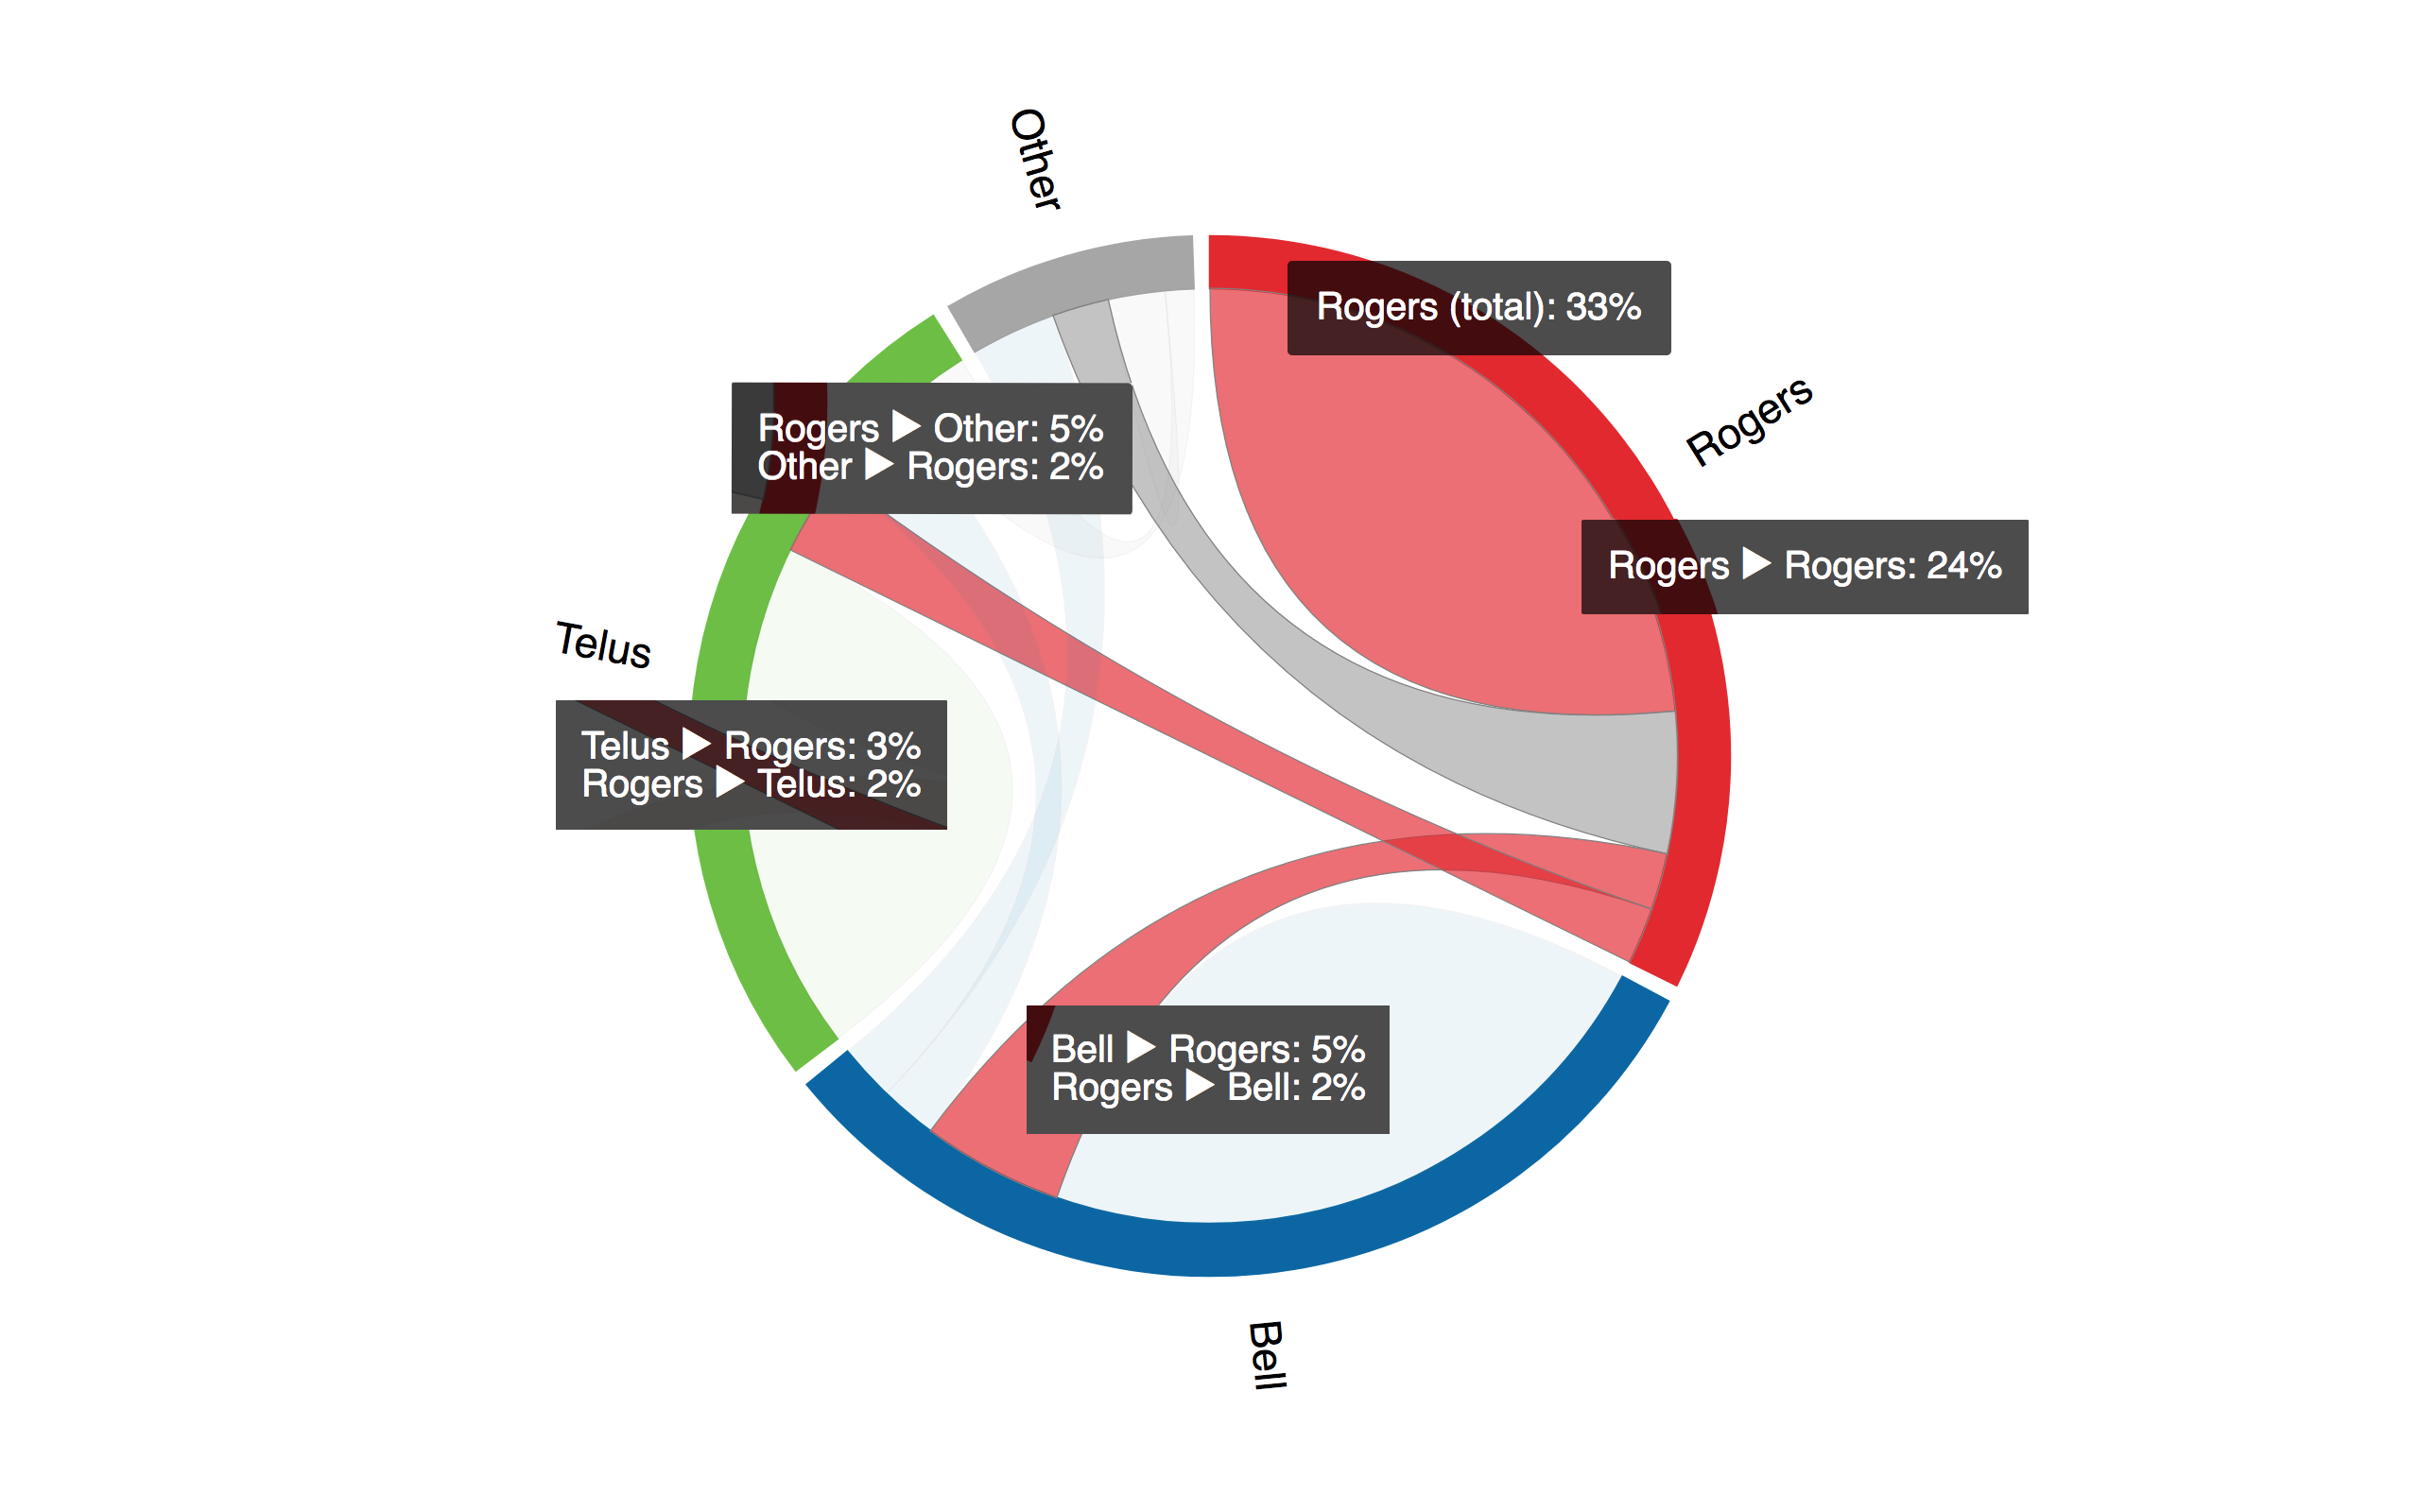 Other
Rogers (total): 33%
Rogers
Rogers ▶ Other: 5%
Other ▶ Rogers: 2%
Rogers ▶ Rogers: 24%
Telus
Telus ▶ Rogers: 3%
Rogers ▶ Telus: 2%
Bell ▶ Rogers: 5%
Rogers ▶ Bell: 2%
Bell